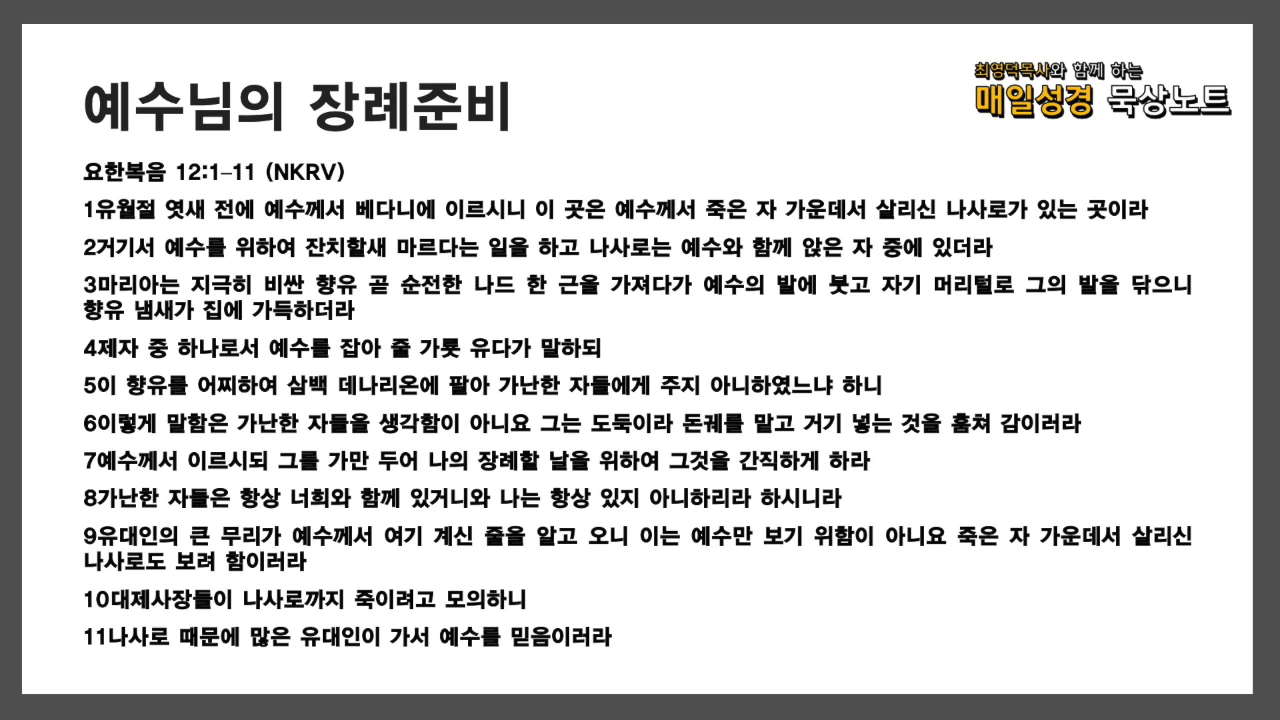 예수님의 장례준비
최영덕목사와 함께 하는
매일성경 묵상노트
요한복음 12:1–11 (NKRV)
1유월절 엿새 전에 예수께서 베다니에 이르시니 이 곳은 예수께서 죽은 자 가운데서 살리신 나사로가 있는 곳이라
2거기서 예수를 위하여 잔치할새 마르다는 일을 하고 나사로는 예수와 함께 앉은 자 중에 있더라
3마리아는 지극히 비싼 향유 곧 순전한 나드 한 근을 가져다가 예수의 발에 붓고 자기 머리털로 그의 발을 닦으니
향유 냄새가 집에 가득하더라
4제자 중 하나로서 예수를 잡아 줄 가룟 유다가 말하되
5이 향유를 어찌하여 삼백 데나리온에 팔아 가난한 자들에게 주지 아니하였느냐 하니
6이렇게 말함은 가난한 자들을 생각함이 아니요 그는 도둑이라 돈궤를 맡고 거기 넣는 것을 훔쳐 감이러라
7예수께서 이르시되 그를 가만 두어 나의 장례할 날을 위하여 그것을 간직하게 하라
8가난한 자들은 항상 너희와 함께 있거니와 나는 항상 있지 아니하리라 하시니라
9유대인의 큰 무리가 예수께서 여기 계신 줄을 알고 오니 이는 예수만 보기 위함이 아니요 죽은 자 가운데서 살리신
나사로도 보려 함이러라
10대제사장들이 나사로까지 죽이려고 모의하니
11나사로 때문에 많은 유대인이 가서 예수를 믿음이러라